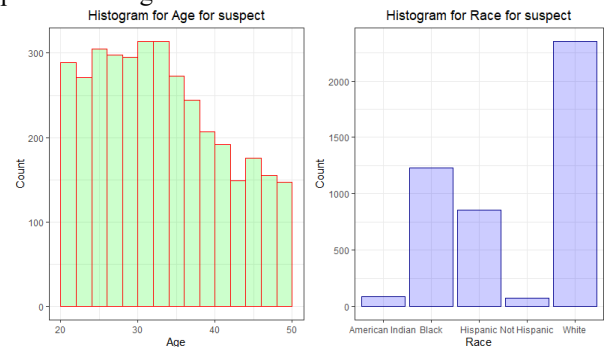 Histogram for Age for suspect
300
200
100
0
Count
20 30 40 50
Age
Histogram for Race for suspect
2000
1500
1000
500
0
Count
American Indian Black Hispanic Not Hispanic White
Race